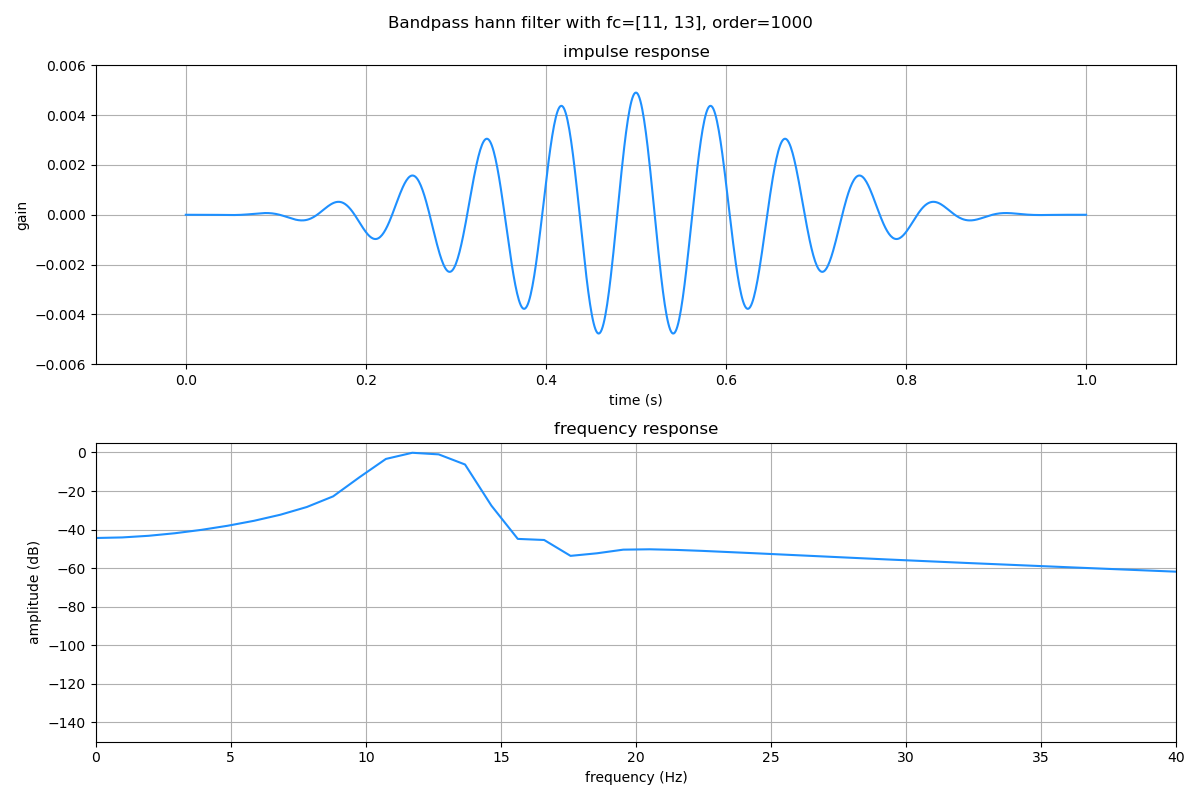 Bandpass hann filter with fc=[11, 13], order=1000
impulse response
0.006
0.004
0.002
0.000
−0.002
−0.004
−0.006
gain
0.0 0.2 0.4 0.6 0.8 1.0
time (s)
frequency response
0
−20
−40
−60
−80
−100
−120
−140
amplitude (dB)
0 5 10 15 20 25 30 35 40
frequency (Hz)